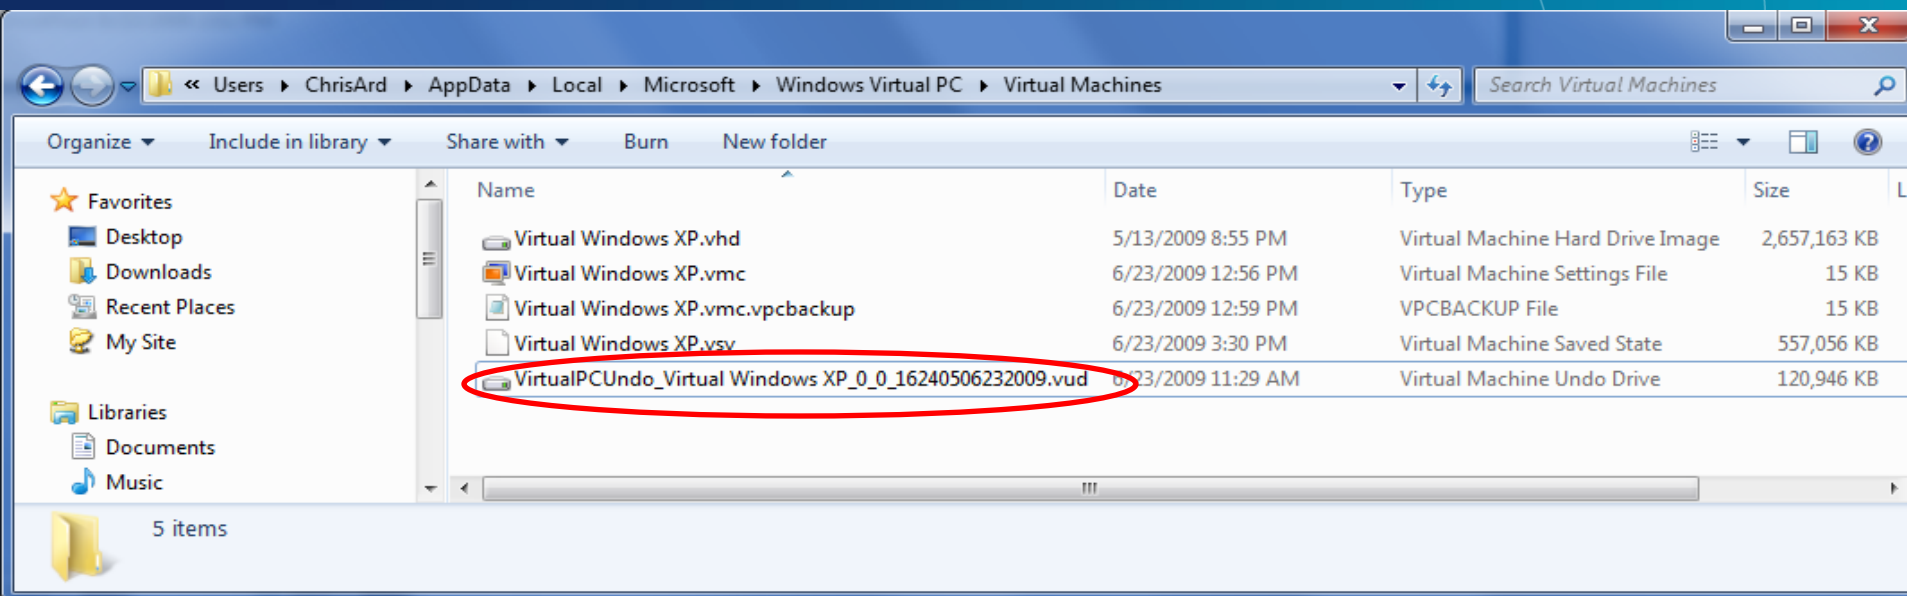 « Users ▸ ChrisArd ▸ AppData ▸ Local ▸ Microsoft ▸ Windows Virtual PC ▸ Virtual Machines
Search Virtual Machines
Organize Include in library Share with Burn New folder
Name Date Type Size L
Favorites
Desktop
Downloads
Recent Places
My Site
Libraries
Documents
Music
Virtual Windows XP.vhd 5/13/2009 8:55 PM Virtual Machine Hard Drive Image 2,657,163 KB
Virtual Windows XP.vmc 6/23/2009 12:56 PM Virtual Machine Settings File 15 KB
Virtual Windows XP.vmc.vpcbackup 6/23/2009 12:59 PM VPCBACKUP File 15 KB
Virtual Windows XP.vsv 6/23/2009 3:30 PM Virtual Machine Saved State 557,056 KB
VirtualPCUndo_Virtual Windows XP_0_0_16240506232009.vud 6/23/2009 11:29 AM Virtual Machine Undo Drive 120,946 KB
5 items